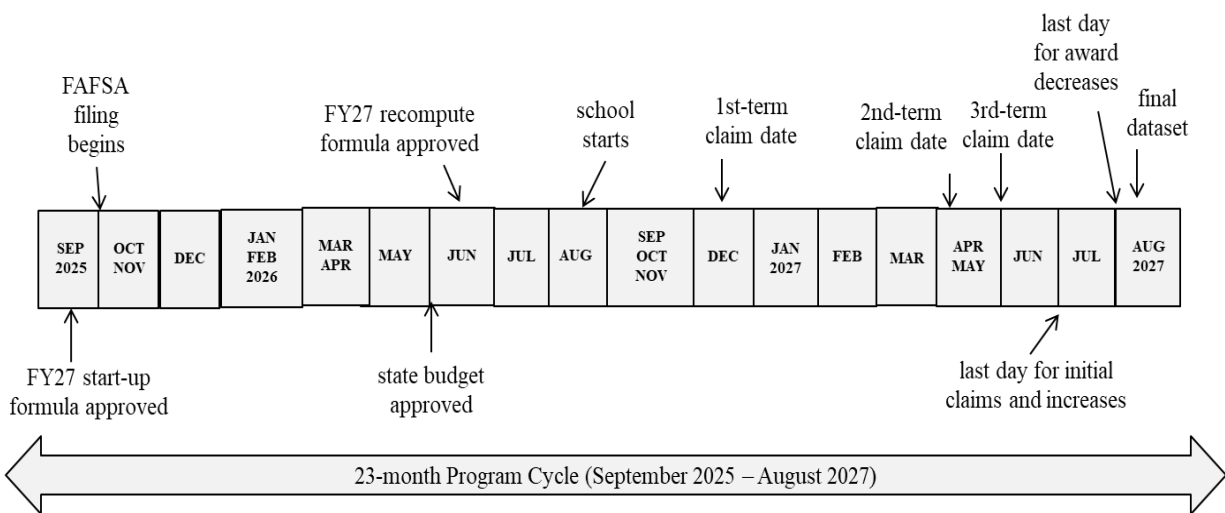 FAFSA
filing
begins
FY27 recompute
formula approved
school
starts
1st-term
claim date
2nd-term
claim date
3rd-term
claim date
last day
for award
decreases
final
dataset
SEP
2025
OCT
NOV
DEC
JAN
FEB
2026
MAR
APR
MAY
JUN
JUL
AUG
SEP
OCT
NOV
DEC
JAN
2027
FEB
MAR
APR
MAY
JUN
JUL
AUG
2027
FY27 start-up
formula approved
state budget
approved
last day for initial
claims and increases
23-month Program Cycle (September 2025 – August 2027)